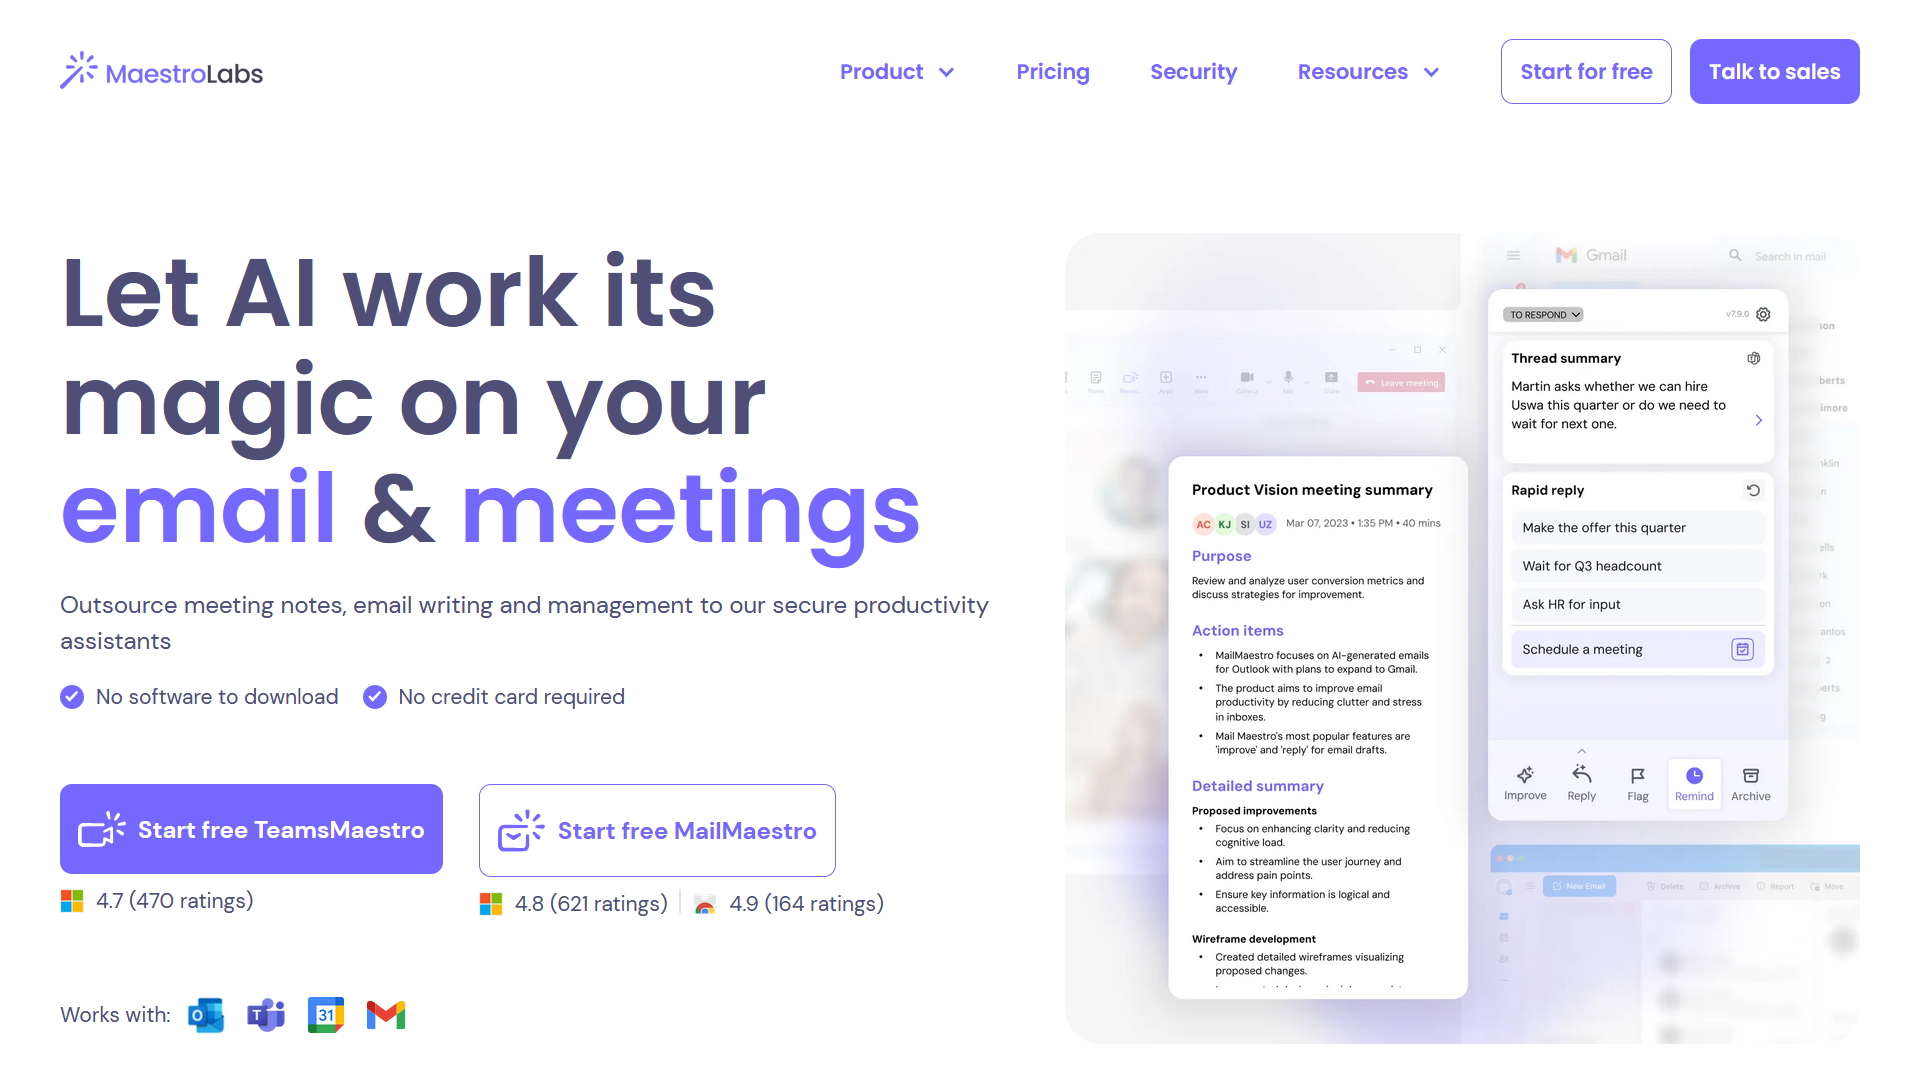 MaestroLabs
Product
Pricing
Security
Resources
Start for free
Talk to sales
Let AI work its
magic on your
email & meetings
Outsource meeting notes, email writing and management to our secure productivity
assistants
No software to download
No credit card required
Start free TeamsMaestro
4.7 (470 ratings)
Start free MailMaestro
4.8 (621 ratings)
4.9 (164 ratings)
Works with:
31
Leave meeting
Product Vision meeting summary
AC KJ SI UZ Mar 07, 2023 • 1:35 PM • 40 mins
Purpose
Review and analyze user conversion metrics and
discuss strategies for improvement.
Action items
• MailMaestro focuses on AI-generated emails
for Outlook with plans to expand to Gmail.
• The product aims to improve email
productivity by reducing clutter and stress
in inboxes.
• Mail Maestro's most popular features are
'improve' and 'reply' for email drafts.
Detailed summary
Proposed improvements
• Focus on enhancing clarity and reducing
cognitive load.
• Aim to streamline the user journey and
address pain points.
• Ensure key information is logical and
accessible.
Wireframe development
• Created detailed wireframes visualizing
proposed changes.
Gmail
Search in mail
TO RESPOND
v7.9.0
Thread summary
Martin asks whether we can hire
Uswa this quarter or do we need to
wait for next one.
Rapid reply
Make the offer this quarter
Wait for Q3 headcount
Ask HR for input
Schedule a meeting
Improve
Reply
Flag
Remind
Archive
New Email
Delete
Archive
Report
Move